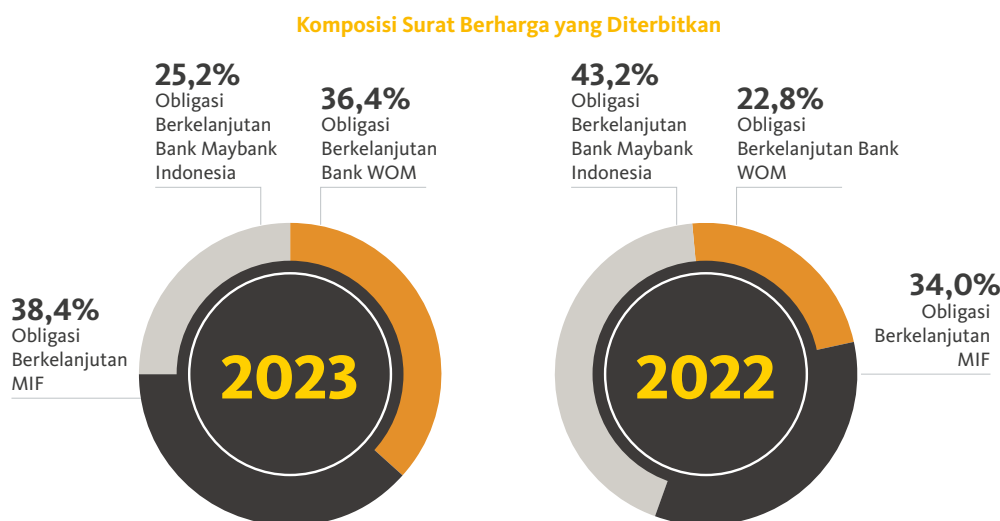 Komposisi Surat Berharga yang Diterbitkan
25,2%
Obligasi
Berkelanjutan
Bank Maybank
Indonesia
36,4%
Obligasi
Berkelanjutan
Bank WOM
38,4%
Obligasi
Berkelanjutan
MIF
2023
43,2%
Obligasi
Berkelanjutan
Bank Maybank
Indonesia
22,8%
Obligasi
Berkelanjutan Bank
WOM
34,0%
Obligasi
Berkelanjutan
MIF
2022